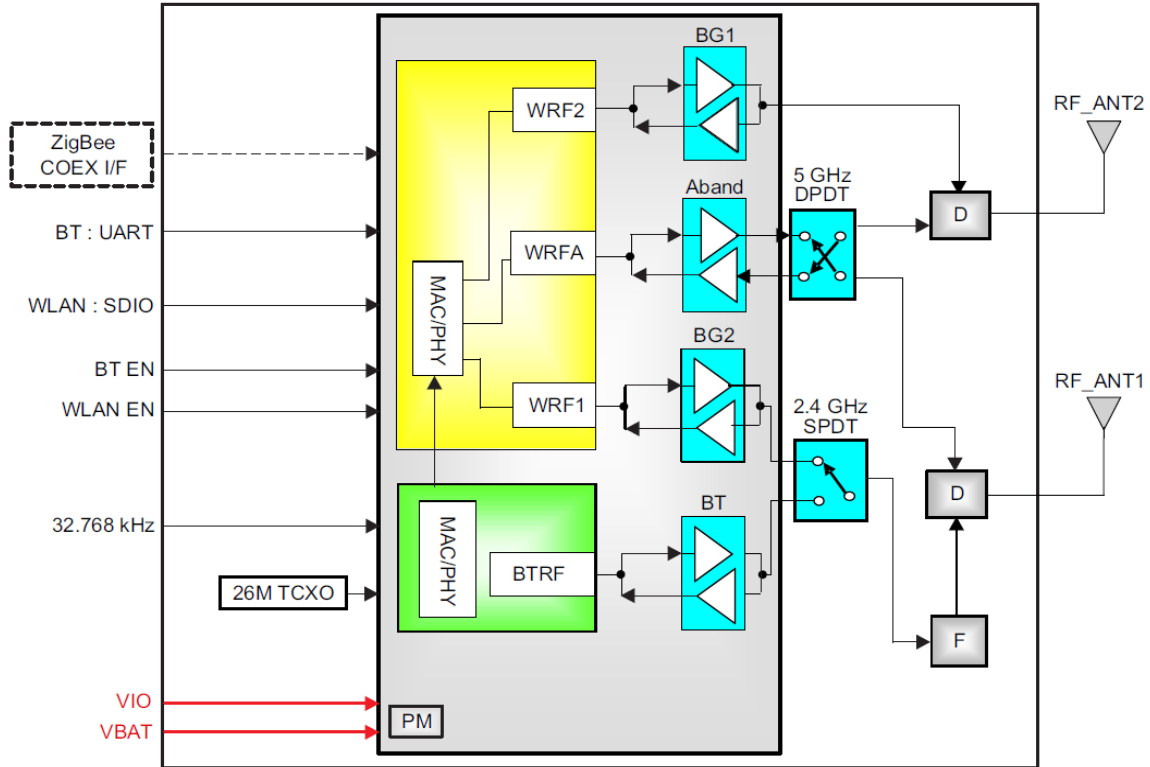 BG1
WRF2
RF_ANT2
ZigBee
COEX I/F
5 GHz
DPDT
Aband
D
BT : UART
WRFA
MAC/PHY
WLAN : SDIO
BG2
BT EN
RF_ANT1
WLAN EN
WRF1
2.4 GHz
SPDT
D
BT
32.768 kHz
MAC/PHY
BTRF
26M TCXO
F
VIO
PM
VBAT